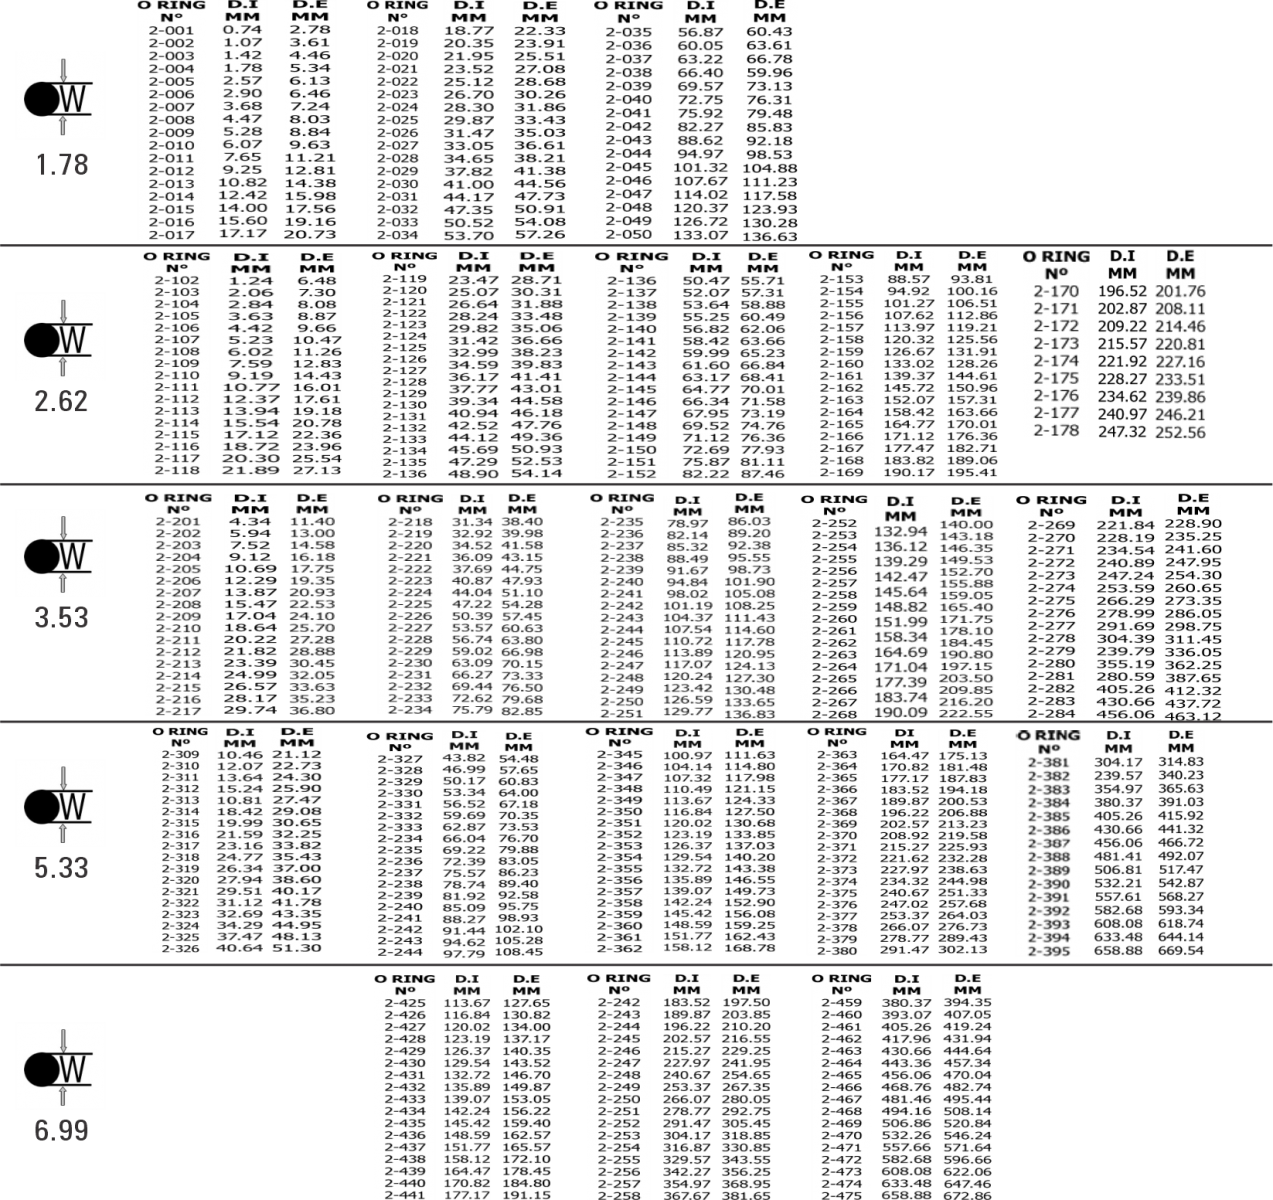 O RING Nº D.I MM D.E MM
2-001 0.74 2.78
2-002 1.07 3.61
2-003 1.42 4.46
2-004 1.78 5.34
2-005 2.57 6.13
2-006 2.90 6.46
2-007 3.68 7.24
2-008 4.47 8.03
2-009 5.28 8.84
2-010 6.07 9.63
2-011 7.65 11.21
2-012 9.25 12.81
2-013 10.82 14.38
2-014 12.42 15.98
2-015 14.00 17.56
2-016 15.60 19.16
2-017 17.17 20.73
O RING Nº D.I MM D.E MM
2-018 18.77 22.33
2-019 20.35 23.91
2-020 21.95 25.51
2-021 23.52 27.08
2-022 25.12 28.68
2-023 26.70 30.26
2-024 28.30 31.86
2-025 29.87 33.43
2-026 31.47 35.03
2-027 33.05 36.61
2-028 34.65 38.21
2-029 37.82 41.38
2-030 41.00 44.56
2-031 44.17 47.73
2-032 47.35 50.91
2-033 50.52 54.08
2-034 53.70 57.26
O RING Nº D.I MM D.E MM
2-035 56.87 60.43
2-036 60.05 63.61
2-037 63.22 66.78
2-038 66.40 59.96
2-039 69.57 73.13
2-040 72.75 76.31
2-041 75.92 79.48
2-042 82.27 85.83
2-043 88.62 92.18
2-044 94.97 98.53
2-045 101.32 104.88
2-046 107.67 111.23
2-047 114.02 117.58
2-048 120.37 123.93
2-049 126.72 130.28
2-050 133.07 136.63
W
1.78
O RING Nº D.I MM D.E MM
2-102 1.24 6.48
2-103 2.06 7.30
2-104 2.84 8.08
2-105 3.63 8.87
2-106 4.42 9.66
2-107 5.23 10.47
2-108 6.02 11.26
2-109 7.59 12.83
2-110 9.19 14.43
2-111 10.77 16.01
2-112 12.37 17.61
2-113 13.94 19.18
2-114 15.54 20.78
2-115 17.12 22.36
2-116 18.72 23.96
2-117 20.30 25.54
2-118 21.89 27.13
O RING Nº D.I MM D.E MM
2-119 23.47 28.71
2-120 25.07 30.31
2-121 26.64 31.88
2-122 28.24 33.48
2-123 29.82 35.06
2-124 31.42 36.66
2-125 32.99 38.23
2-126
2-127 34.59 39.83
2-128 36.17 41.41
2-129 37.77 43.01
2-130 39.34 44.58
2-131 40.94 46.18
2-132 42.52 47.76
2-133 44.12 49.36
2-134 45.69 50.93
2-135 47.29 52.53
2-136 48.90 54.14
O RING Nº D.I MM D.E MM
2-136 50.47 55.71
2-137 52.07 57.31
2-138 53.64 58.88
2-139 55.25 60.49
2-140 56.82 62.06
2-141 58.42 63.66
2-142 59.99 65.23
2-143 61.60 66.84
2-144 63.17 68.41
2-145 64.77 70.01
2-146 66.34 71.58
2-147 67.95 73.19
2-148 69.52 74.76
2-149 71.12 76.36
2-150 72.69 77.93
2-151 75.87 81.11
2-152 82.22 87.46
O RING Nº D.I MM D.E MM
2-153 88.57 93.81
2-154 94.92 100.16
2-155 101.27 106.51
2-156 107.62 112.86
2-157 113.97 119.21
2-158 120.32 125.56
2-159 126.67 131.91
2-160 133.02 128.26
2-161 139.37 144.61
2-162 145.72 150.96
2-163 152.07 157.31
2-164 158.42 163.66
2-165 164.77 170.01
2-166 171.12 176.36
2-167 177.47 182.71
2-168 183.82 189.06
2-169 190.17 195.41
O RING Nº D.I MM D.E MM
2-170 196.52 201.76
2-171 202.87 208.11
2-172 209.22 214.46
2-173 215.57 220.81
2-174 221.92 227.16
2-175 228.27 233.51
2-176 234.62 239.86
2-177 240.97 246.21
2-178 247.32 252.56
W
2.62
O RING Nº D.I MM D.E MM
2-201 4.34 11.40
2-202 5.94 13.00
2-203 7.52 14.58
2-204 9.12 16.18
2-205 10.69 17.75
2-206 12.29 19.35
2-207 13.87 20.93
2-208 15.47 22.53
2-209 17.04 24.10
2-210 18.64 25.70
2-211 20.22 27.28
2-212 21.82 28.88
2-213 23.39 30.45
2-214 24.99 32.05
2-215 26.57 33.63
2-216 28.17 35.23
2-217 29.74 36.80
O RING Nº D.I MM D.E MM
2-218 31.34 38.40
2-219 32.92 39.98
2-220 34.52 41.58
2-221 36.09 43.15
2-222 37.69 44.75
2-223 40.87 47.93
2-224 44.04 51.10
2-225 47.22 54.28
2-226 50.39 57.45
2-227 53.57 60.63
2-228 56.74 63.80
2-229 59.02 66.98
2-230 63.09 70.15
2-231 66.27 73.33
2-232 69.44 76.50
2-233 72.62 79.68
2-234 75.79 82.85
O RING Nº D.I MM D.E MM
2-235 78.97 86.03
2-236 82.14 89.20
2-237 85.32 92.38
2-238 88.49 95.55
2-239 91.67 98.73
2-240 94.84 101.90
2-241 98.02 105.08
2-242 101.19 108.25
2-243 104.37 111.43
2-244 107.54 114.60
2-245 110.72 117.78
2-246 113.89 120.95
2-247 117.07 124.13
2-248 120.24 127.30
2-249 123.42 130.48
2-250 126.59 133.65
2-251 129.77 136.83
O RING Nº D.I MM D.E MM
2-252 140.00
2-253 132.94 143.18
2-254 136.12 146.35
2-255 139.29 149.53
2-256 152.70
2-257 142.47 155.88
2-258 145.64 159.05
2-259 148.82 165.40
2-260 151.99 171.75
2-261 178.10
2-262 158.34 184.45
2-263 164.69 190.80
2-264 171.04 197.15
2-265 177.39 203.50
2-266 209.85
2-267 183.74 216.20
2-268 190.09 222.55
O RING Nº D.I MM D.E MM
2-269 221.84 228.90
2-270 228.19 235.25
2-271 234.54 241.60
2-272 240.89 247.95
2-273 247.24 254.30
2-274 253.59 260.65
2-275 266.29 273.35
2-276 278.99 286.05
2-277 291.69 298.75
2-278 304.39 311.45
2-279 239.79 336.05
2-280 355.19 362.25
2-281 280.59 387.65
2-282 405.26 412.32
2-283 430.66 437.72
2-284 456.06 463.12
W
3.53
O RING Nº D.I MM D.E MM
2-309 10.46 21.12
2-310 12.07 22.73
2-311 13.64 24.30
2-312 15.24 25.90
2-313 10.81 27.47
2-314 18.42 29.08
2-315 19.99 30.65
2-316 21.59 32.25
2-317 23.16 33.82
2-318 24.77 35.43
2-319 26.34 37.00
2-320 27.94 38.60
2-321 29.51 40.17
2-322 31.12 41.78
2-323 32.69 43.35
2-324 34.29 44.95
2-325 37.47 48.13
2-326 40.64 51.30
O RING Nº D.I MM D.E MM
2-327 43.82 54.48
2-328 46.99 57.65
2-329 50.17 60.83
2-330 53.34 64.00
2-331 56.52 67.18
2-332 59.69 70.35
2-333 62.87 73.53
2-234 66.04 76.70
2-235 69.22 79.88
2-236 72.39 83.05
2-237 75.57 86.23
2-238 78.74 89.40
2-239 81.92 92.58
2-240 85.09 95.75
2-241 88.27 98.93
2-242 91.44 102.10
2-243 94.62 105.28
2-244 97.79 108.45
O RING Nº D.I MM D.E MM
2-345 100.97 111.63
2-346 104.14 114.80
2-347 107.32 117.98
2-348 110.49 121.15
2-349 113.67 124.33
2-350 116.84 127.50
2-351 120.02 130.68
2-352 123.19 133.85
2-353 126.37 137.03
2-354 129.54 140.20
2-355 132.72 143.38
2-356 135.89 146.55
2-357 139.07 149.73
2-358 142.24 152.90
2-359 145.42 156.08
2-360 148.59 159.25
2-361 151.77 162.43
2-362 158.12 168.78
O RING Nº DI MM D.E MM
2-363 164.47 175.13
2-364 170.82 181.48
2-365 177.17 187.83
2-366 183.52 194.18
2-367 189.87 200.53
2-368 196.22 206.88
2-369 202.57 213.23
2-370 208.92 219.58
2-371 215.27 225.93
2-372 221.62 232.28
2-373 227.97 238.63
2-374 234.32 244.98
2-375 240.67 251.33
2-376 247.02 257.68
2-377 253.37 264.03
2-378 266.07 276.73
2-379 278.77 289.43
2-380 291.47 302.13
O RING Nº D.I MM D.E MM
2-381 304.17 314.83
2-382 239.57 340.23
2-383 354.97 365.63
2-384 380.37 391.03
2-385 405.26 415.92
2-386 430.66 441.32
2-387 456.06 466.72
2-388 481.41 492.07
2-389 506.81 517.47
2-390 532.21 542.87
2-391 557.61 568.27
2-392 582.68 593.34
2-393 608.08 618.74
2-394 633.48 644.14
2-395 658.88 669.54
W
5.33
O RING Nº D.I MM D.E MM
2-425 113.67 127.65
2-426 116.84 130.82
2-427 120.02 134.00
2-428 123.19 137.17
2-429 126.37 140.35
2-430 129.54 143.52
2-431 132.72 146.70
2-432 135.89 149.87
2-433 139.07 153.05
2-434 142.24 156.22
2-435 145.42 159.40
2-436 148.59 162.57
2-437 151.77 165.57
2-438 158.12 172.10
2-439 164.47 178.45
2-440 170.82 184.80
2-441 177.17 191.15
O RING Nº D.I MM D.E MM
2-242 183.52 197.50
2-243 189.87 203.85
2-244 196.22 210.20
2-245 202.57 216.55
2-246 215.27 229.25
2-247 227.97 241.95
2-248 240.67 254.65
2-249 253.37 267.35
2-250 266.07 280.05
2-251 278.77 292.75
2-252 291.47 305.45
2-253 304.17 318.85
2-254 316.87 330.85
2-255 329.57 343.55
2-256 342.27 356.25
2-257 354.97 368.95
2-258 367.67 381.65
O RING Nº D.I MM D.E MM
2-459 380.37 394.35
2-460 393.07 407.05
2-461 405.26 419.24
2-462 417.96 431.94
2-463 430.66 444.64
2-464 443.36 457.34
2-465 456.06 470.04
2-466 468.76 482.74
2-467 481.46 495.44
2-468 494.16 508.14
2-469 506.86 520.84
2-470 532.26 546.24
2-471 557.66 571.64
2-472 582.68 596.66
2-473 608.08 622.06
2-474 633.48 647.46
2-475 658.88 672.86
W
6.99